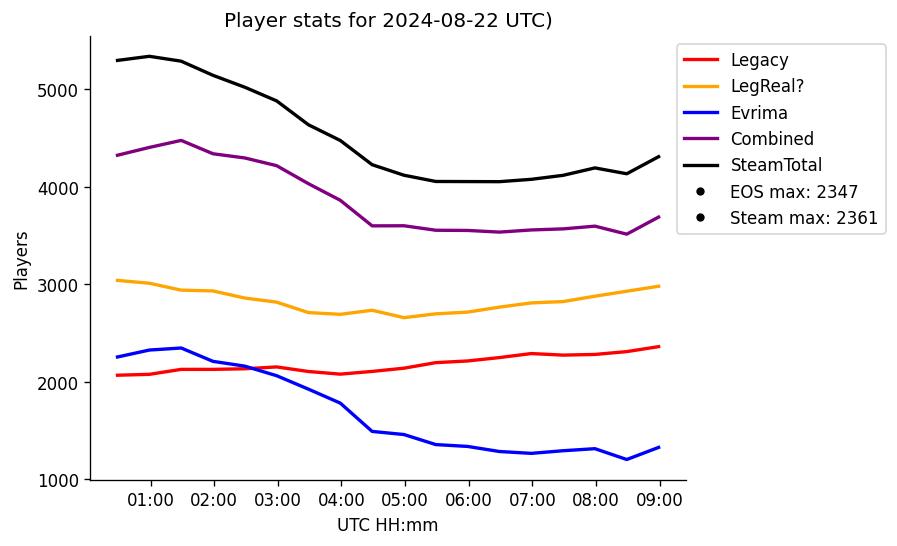 Player stats for 2024-08-22 UTC)
Legacy
LegReal?
Evrima
Combined
SteamTotal
EOS max: 2347
Steam max: 2361
Players
5000
4000
3000
2000
1000
01:00 02:00 03:00 04:00 05:00 06:00 07:00 08:00 09:00
UTC HH:mm